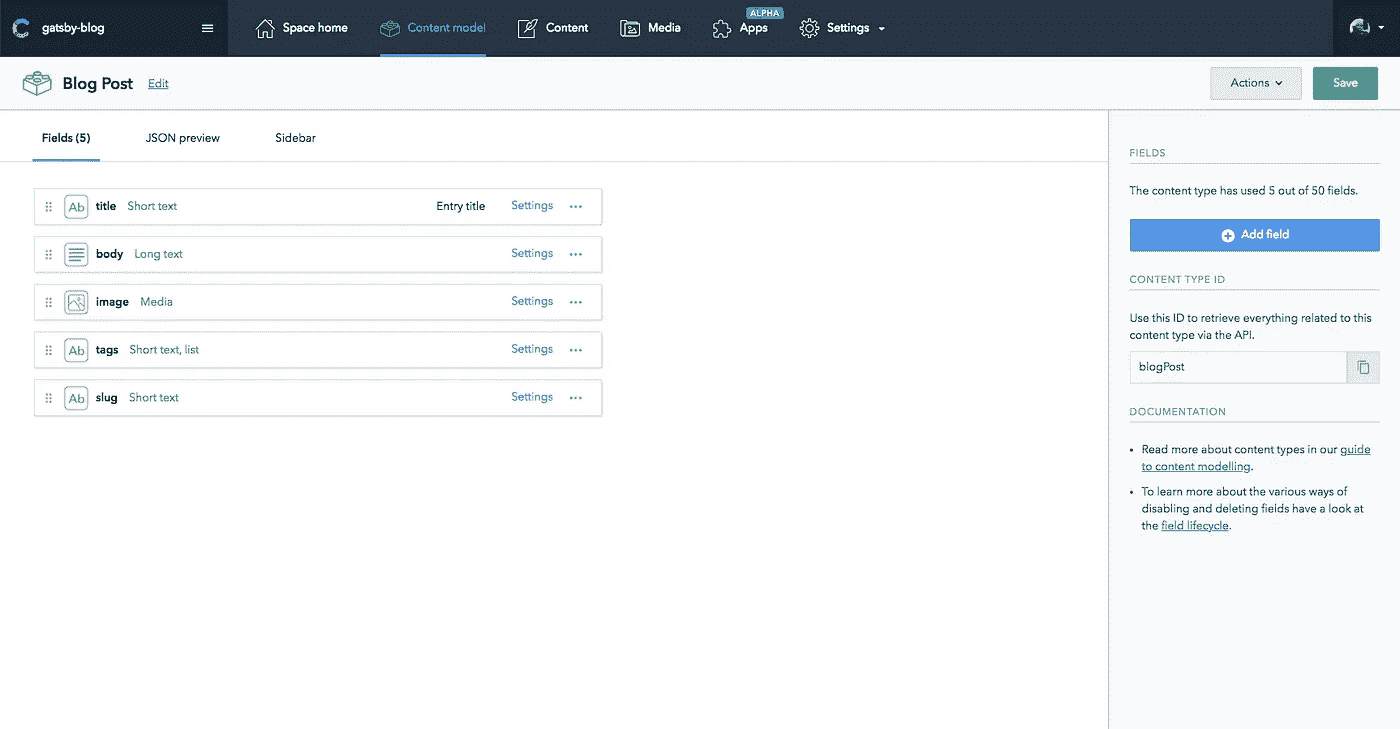 gatsby-blog
Space home
Content model
Content
Media
ALPHA
Apps
Settings
Blog Post Edit
Actions
Save
Fields (5)
JSON preview
Sidebar
Ab title Short text Entry title Settings
body Long text Settings
image Media Settings
Ab tags Short text, list Settings
Ab slug Short text Settings
FIELDS
The content type has used 5 out of 50 fields.
Add field
CONTENT TYPE ID
Use this ID to retrieve everything related to this
content type via the API.
blogPost
DOCUMENTATION
• Read more about content types in our guide
to content modelling.
• To learn more about the various ways of
disabling and deleting fields have a look at
the field lifecycle.